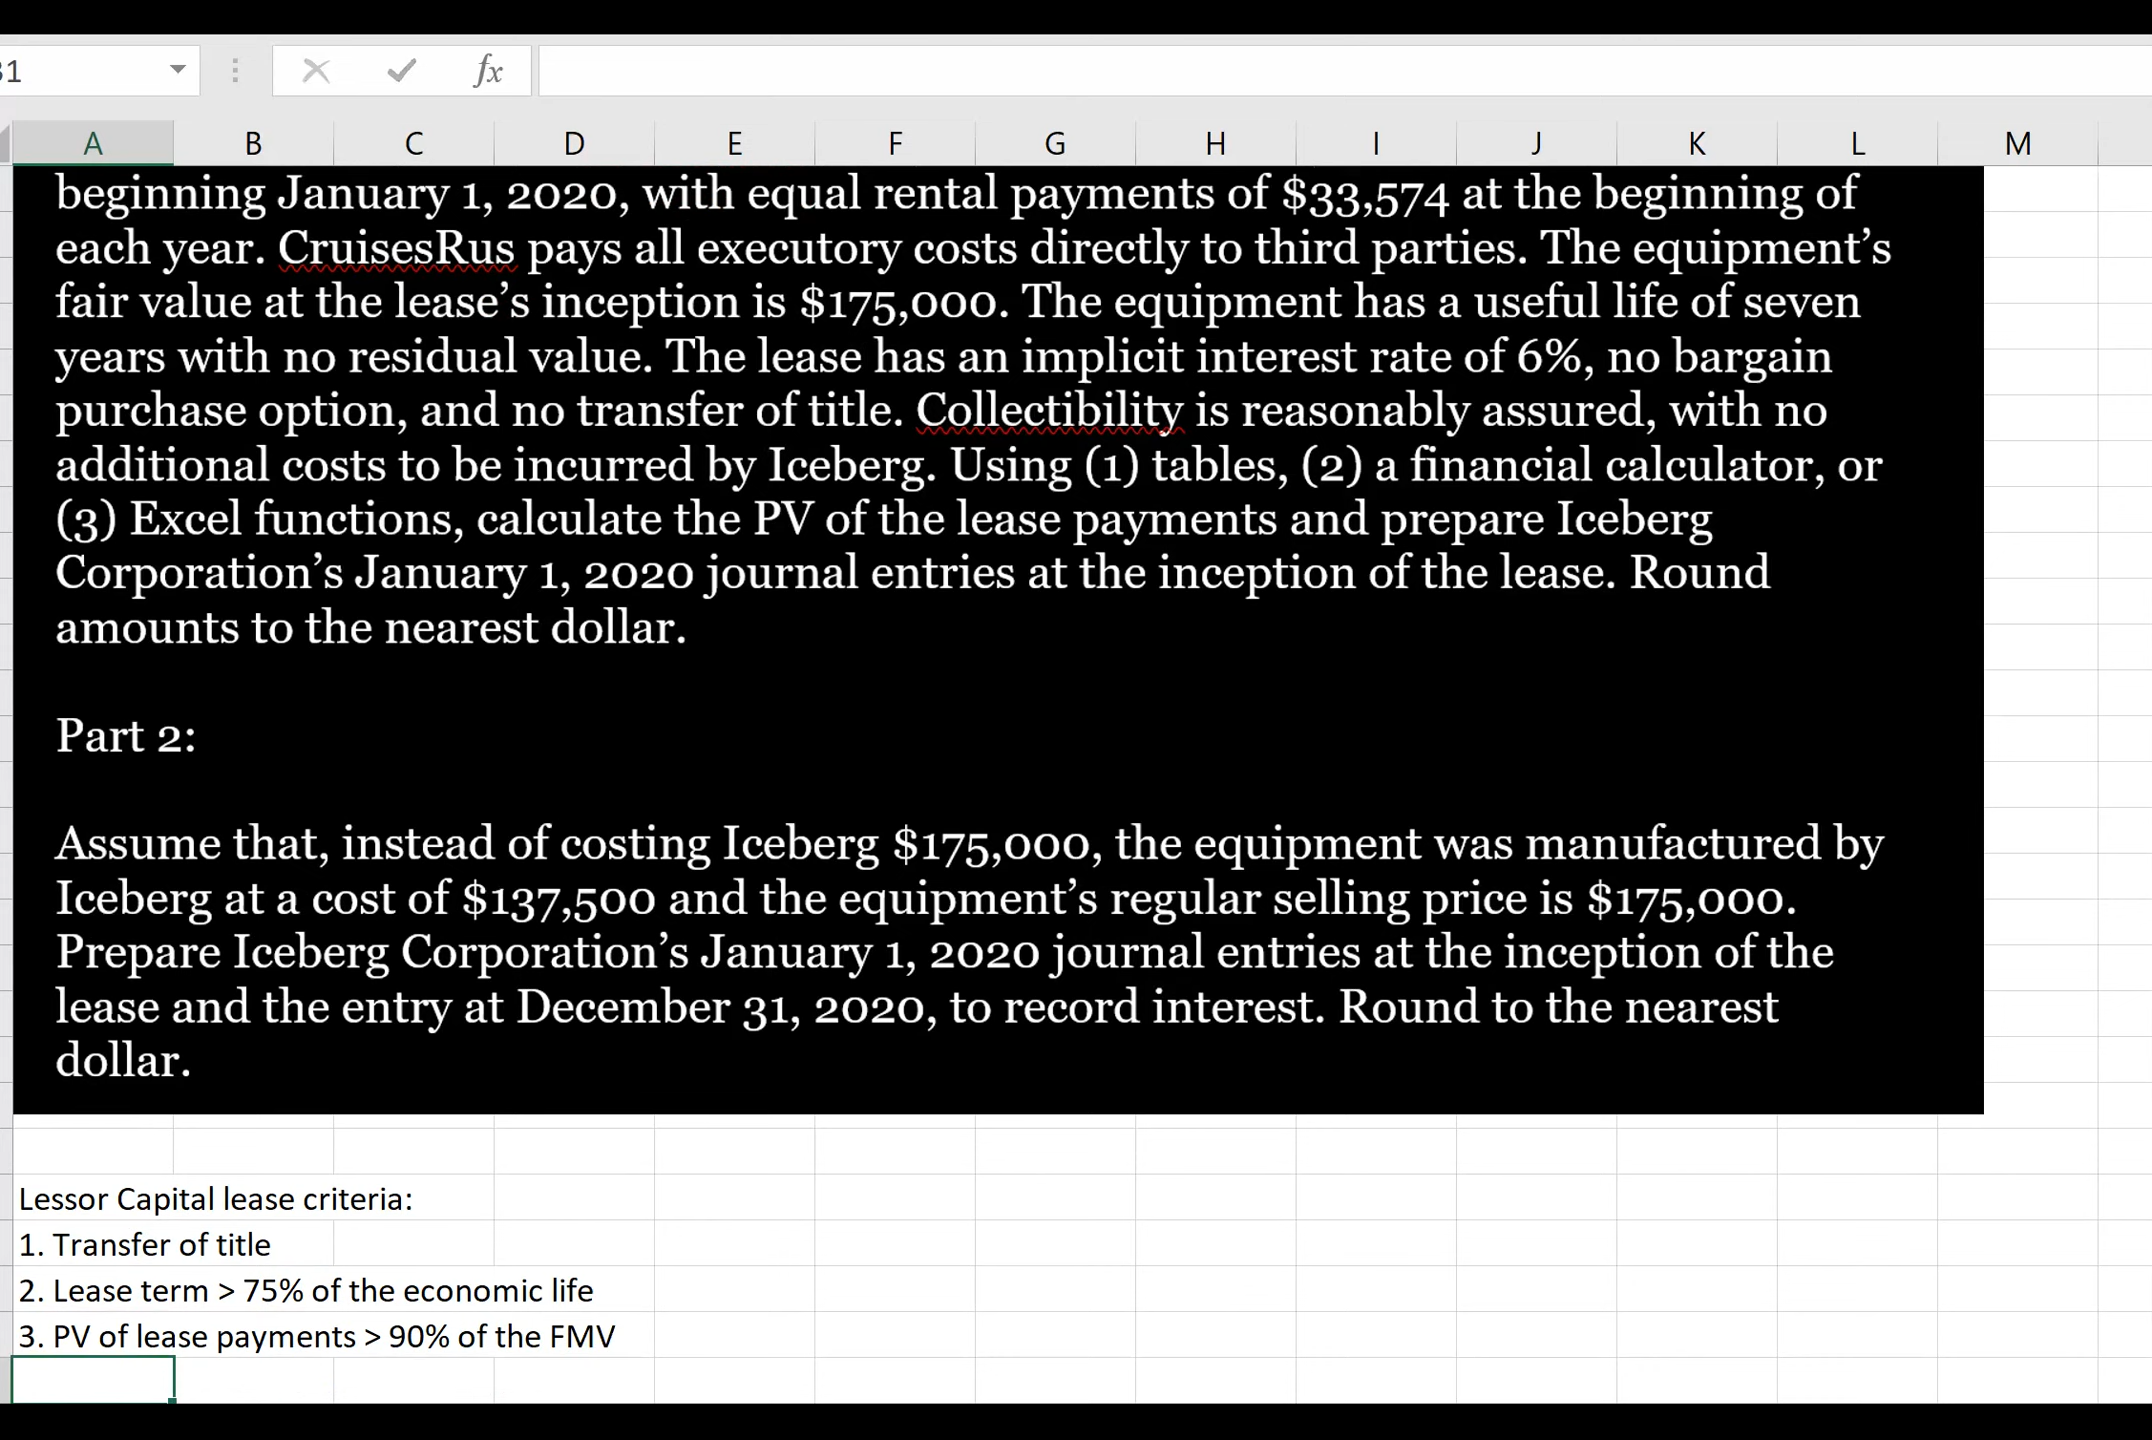 31
fx
A B C D E F G H I J K L M
beginning January 1, 2020, with equal rental payments of $33,574 at the beginning of
each year. CruisesRus pays all executory costs directly to third parties. The equipment’s
fair value at the lease’s inception is $175,000. The equipment has a useful life of seven
years with no residual value. The lease has an implicit interest rate of 6%, no bargain
purchase option, and no transfer of title. Collectibility is reasonably assured, with no
additional costs to be incurred by Iceberg. Using (1) tables, (2) a financial calculator, or
(3) Excel functions, calculate the PV of the lease payments and prepare Iceberg
Corporation’s January 1, 2020 journal entries at the inception of the lease. Round
amounts to the nearest dollar.
Part 2:
Assume that, instead of costing Iceberg $175,000, the equipment was manufactured by
Iceberg at a cost of $137,500 and the equipment’s regular selling price is $175,000.
Prepare Iceberg Corporation’s January 1, 2020 journal entries at the inception of the
lease and the entry at December 31, 2020, to record interest. Round to the nearest
dollar.
Lessor Capital lease criteria:
1. Transfer of title
2. Lease term > 75% of the economic life
3. PV of lease payments > 90% of the FMV